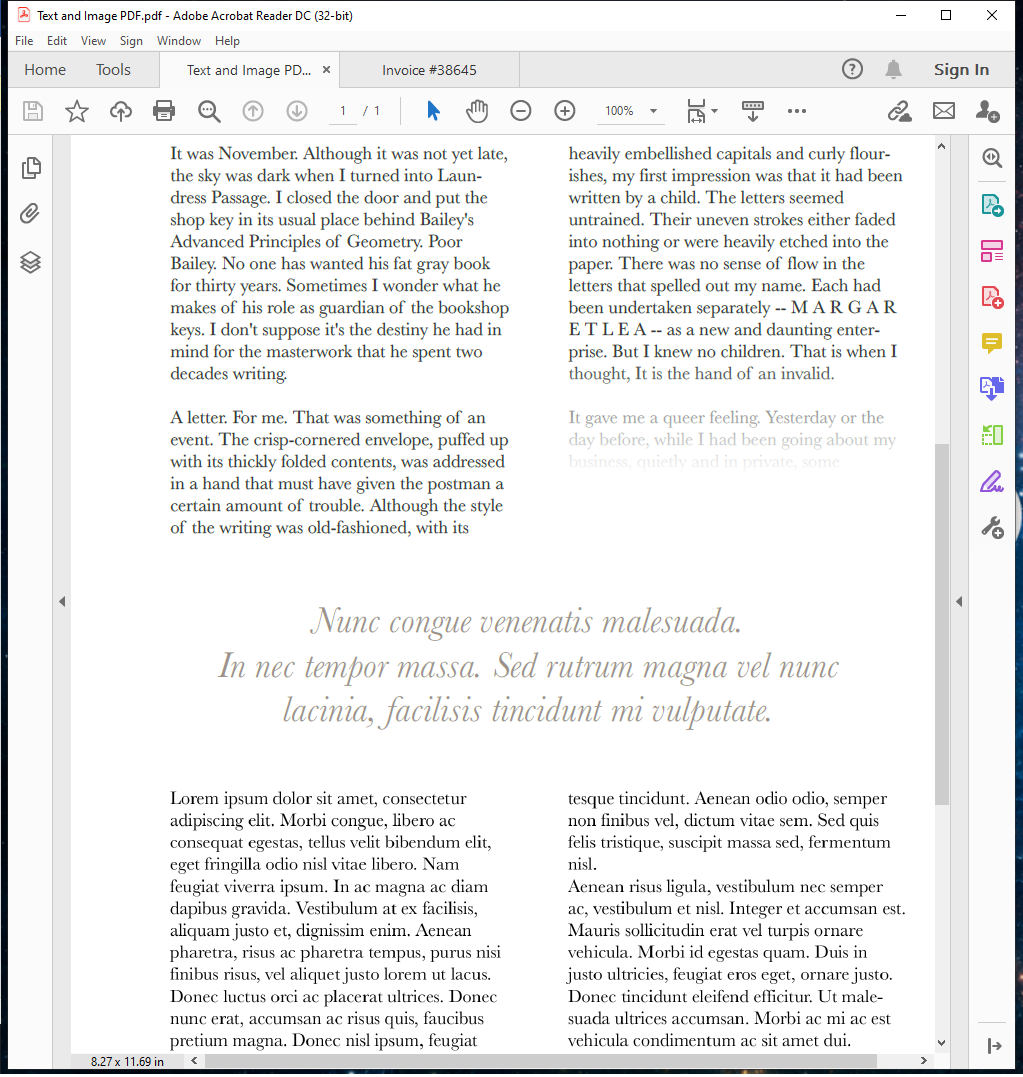 Text and Image PDF.pdf - Adobe Acrobat Reader DC (32-bit)
File Edit View Sign Window Help
Home Tools Text and Image PD... × Invoice #38645 Sign In
1 / 1 100%
It was November. Although it was not yet late,
the sky was dark when I turned into Laun-
dress Passage. I closed the door and put the
shop key in its usual place behind Bailey's
Advanced Principles of Geometry. Poor
Bailey. No one has wanted his fat gray book
for thirty years. Sometimes I wonder what he
makes of his role as guardian of the bookshop
keys. I don't suppose it's the destiny he had in
mind for the masterwork that he spent two
decades writing.
A letter. For me. That was something of an
event. The crisp-cornered envelope, puffed up
with its thickly folded contents, was addressed
in a hand that must have given the postman a
certain amount of trouble. Although the style
of the writing was old-fashioned, with its
heavily embellished capitals and curly flour-
ishes, my first impression was that it had been
written by a child. The letters seemed
untrained. Their uneven strokes either faded
into nothing or were heavily etched into the
paper. There was no sense of flow in the
letters that spelled out my name. Each had
been undertaken separately -- M A R G A R
E T L E A -- as a new and daunting enter-
prise. But I knew no children. That is when I
thought, It is the hand of an invalid.
It gave me a queer feeling. Yesterday or the
day before, while I had been going about my
business, quietly and in private, some
Nunc congue venenatis malesuada.
In nec tempor massa. Sed rutrum magna vel nunc
lacinia, facilisis tincidunt mi vulputate.
Lorem ipsum dolor sit amet, consectetur
adipiscing elit. Morbi congue, libero ac
consequat egestas, tellus velit bibendum elit,
eget fringilla odio nisl vitae libero. Nam
feugiat viverra ipsum. In ac magna ac diam
dapibus gravida. Vestibulum at ex facilisis,
aliquam justo et, dignissim enim. Aenean
pharetra, risus ac pharetra tempus, purus nisi
finibus risus, vel aliquet justo lorem ut lacus.
Donec luctus orci ac placerat ultrices. Donec
nunc erat, accumsan ac risus quis, faucibus
pretium magna. Donec nisl ipsum, feugiat
tesque tincidunt. Aenean odio odio, semper
non finibus vel, dictum vitae sem. Sed quis
felis tristique, suscipit massa sed, fermentum
nisl.
Aenean risus ligula, vestibulum nec semper
ac, vestibulum et nisl. Integer et accumsan est.
Mauris sollicitudin erat vel turpis ornare
vehicula. Morbi id egestas quam. Duis in
justo ultricies, feugiat eros eget, ornare justo.
Donec tincidunt eleifend efficitur. Ut male-
suada ultrices accumsan. Morbi ac mi ac est
vehicula condimentum ac sit amet dui.
8.27 x 11.69 in